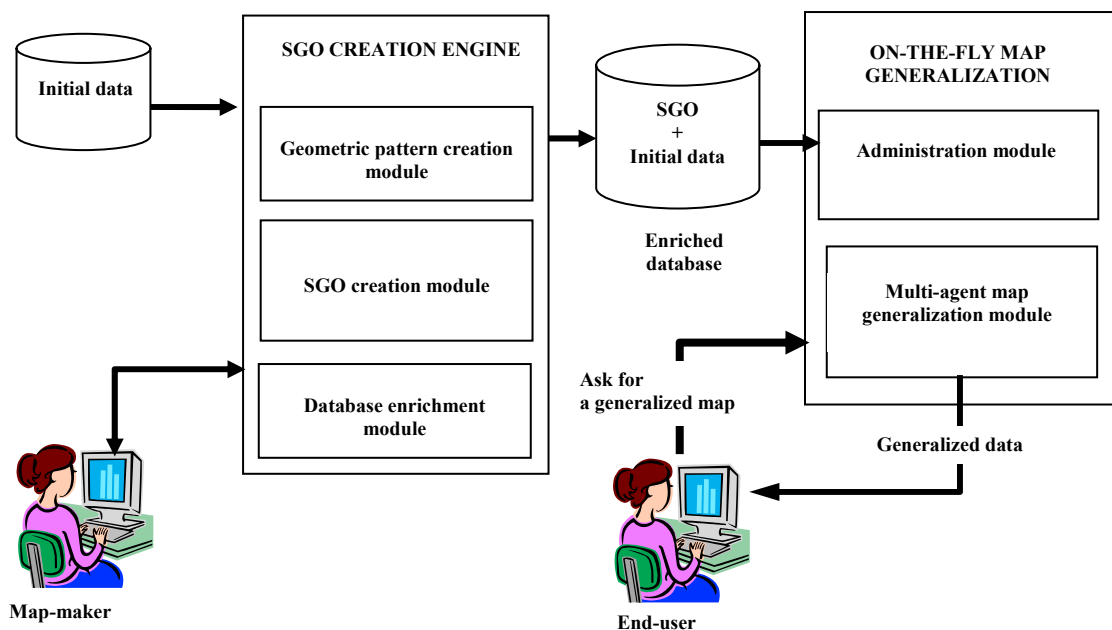 Initial data
SGO CREATION ENGINE
Geometric pattern creation
module
SGO creation module
Database enrichment
module
Map-maker
SGO
+
Initial data
Enriched
database
ON-THE-FLY MAP
GENERALIZATION
Administration module
Multi-agent map
generalization module
Ask for
a generalized map
Generalized data
End-user